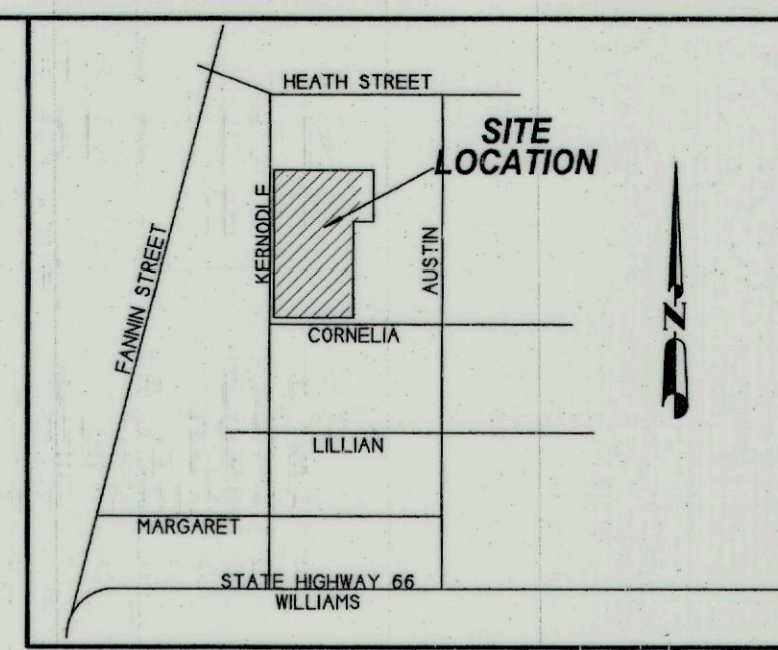 HEATH STREET
SITE
LOCATION
KERNODLE
AUSTIN
FANNIN STREET
N
CORNELIA
LILLIAN
MARGARET
STATE HIGHWAY 66
WILLIAMS